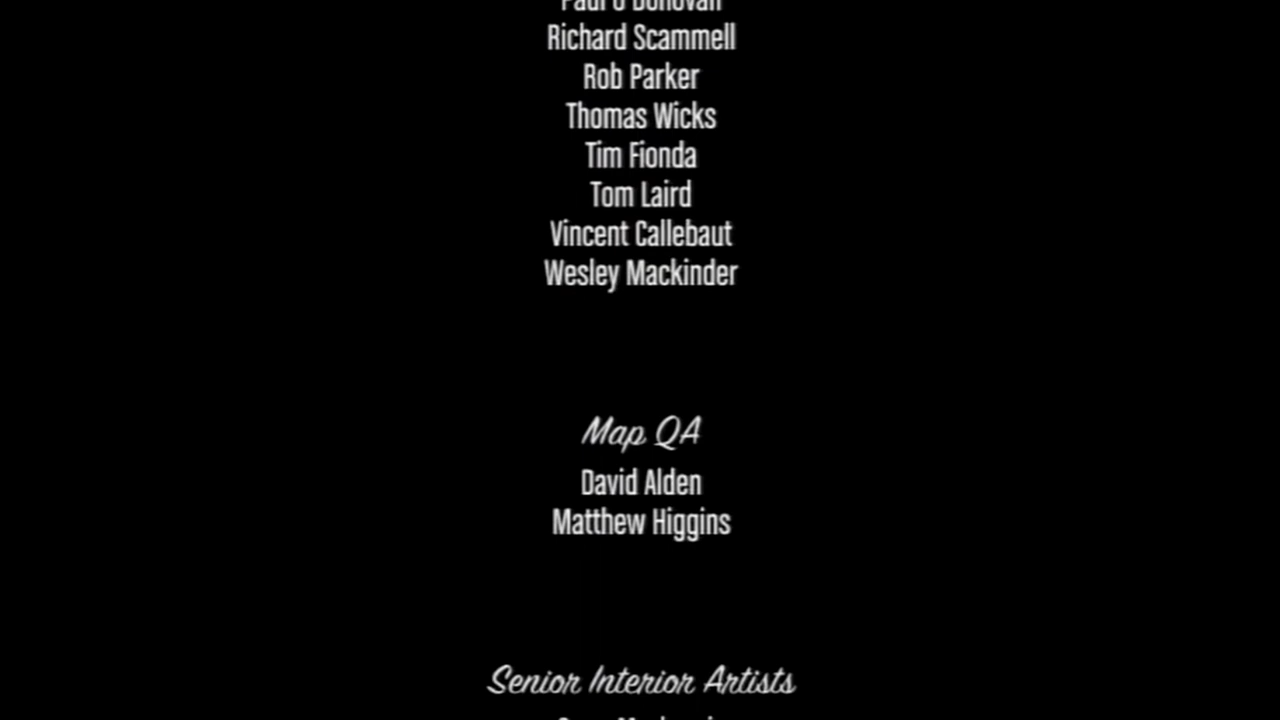 Richard Scammell
Rob Parker
Thomas Wicks
Tim Fionda
Tom Laird
Vincent Callebaut
Wesley Mackinder
Map QA
David Alden
Matthew Higgins
Senior Interior Artists